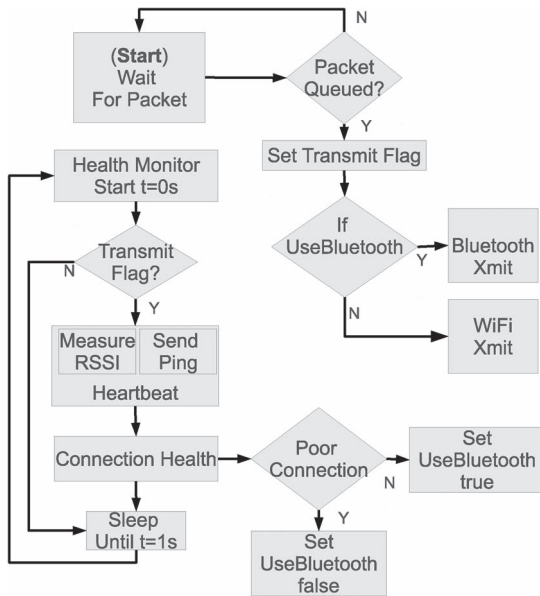 N
(Start)
Wait
For Packet
Packet
Queued?
Y
Set Transmit Flag
Health Monitor
Start t=0s
If
UseBluetooth
Y
Bluetooth
Xmit
N
WiFi
Xmit
Transmit
Flag?
N
Y
Measure
RSSI
Send
Ping
Heartbeat
Connection Health
Poor
Connection
N
Set
UseBluetooth
true
Y
Set
UseBluetooth
false
Sleep
Until t=1s